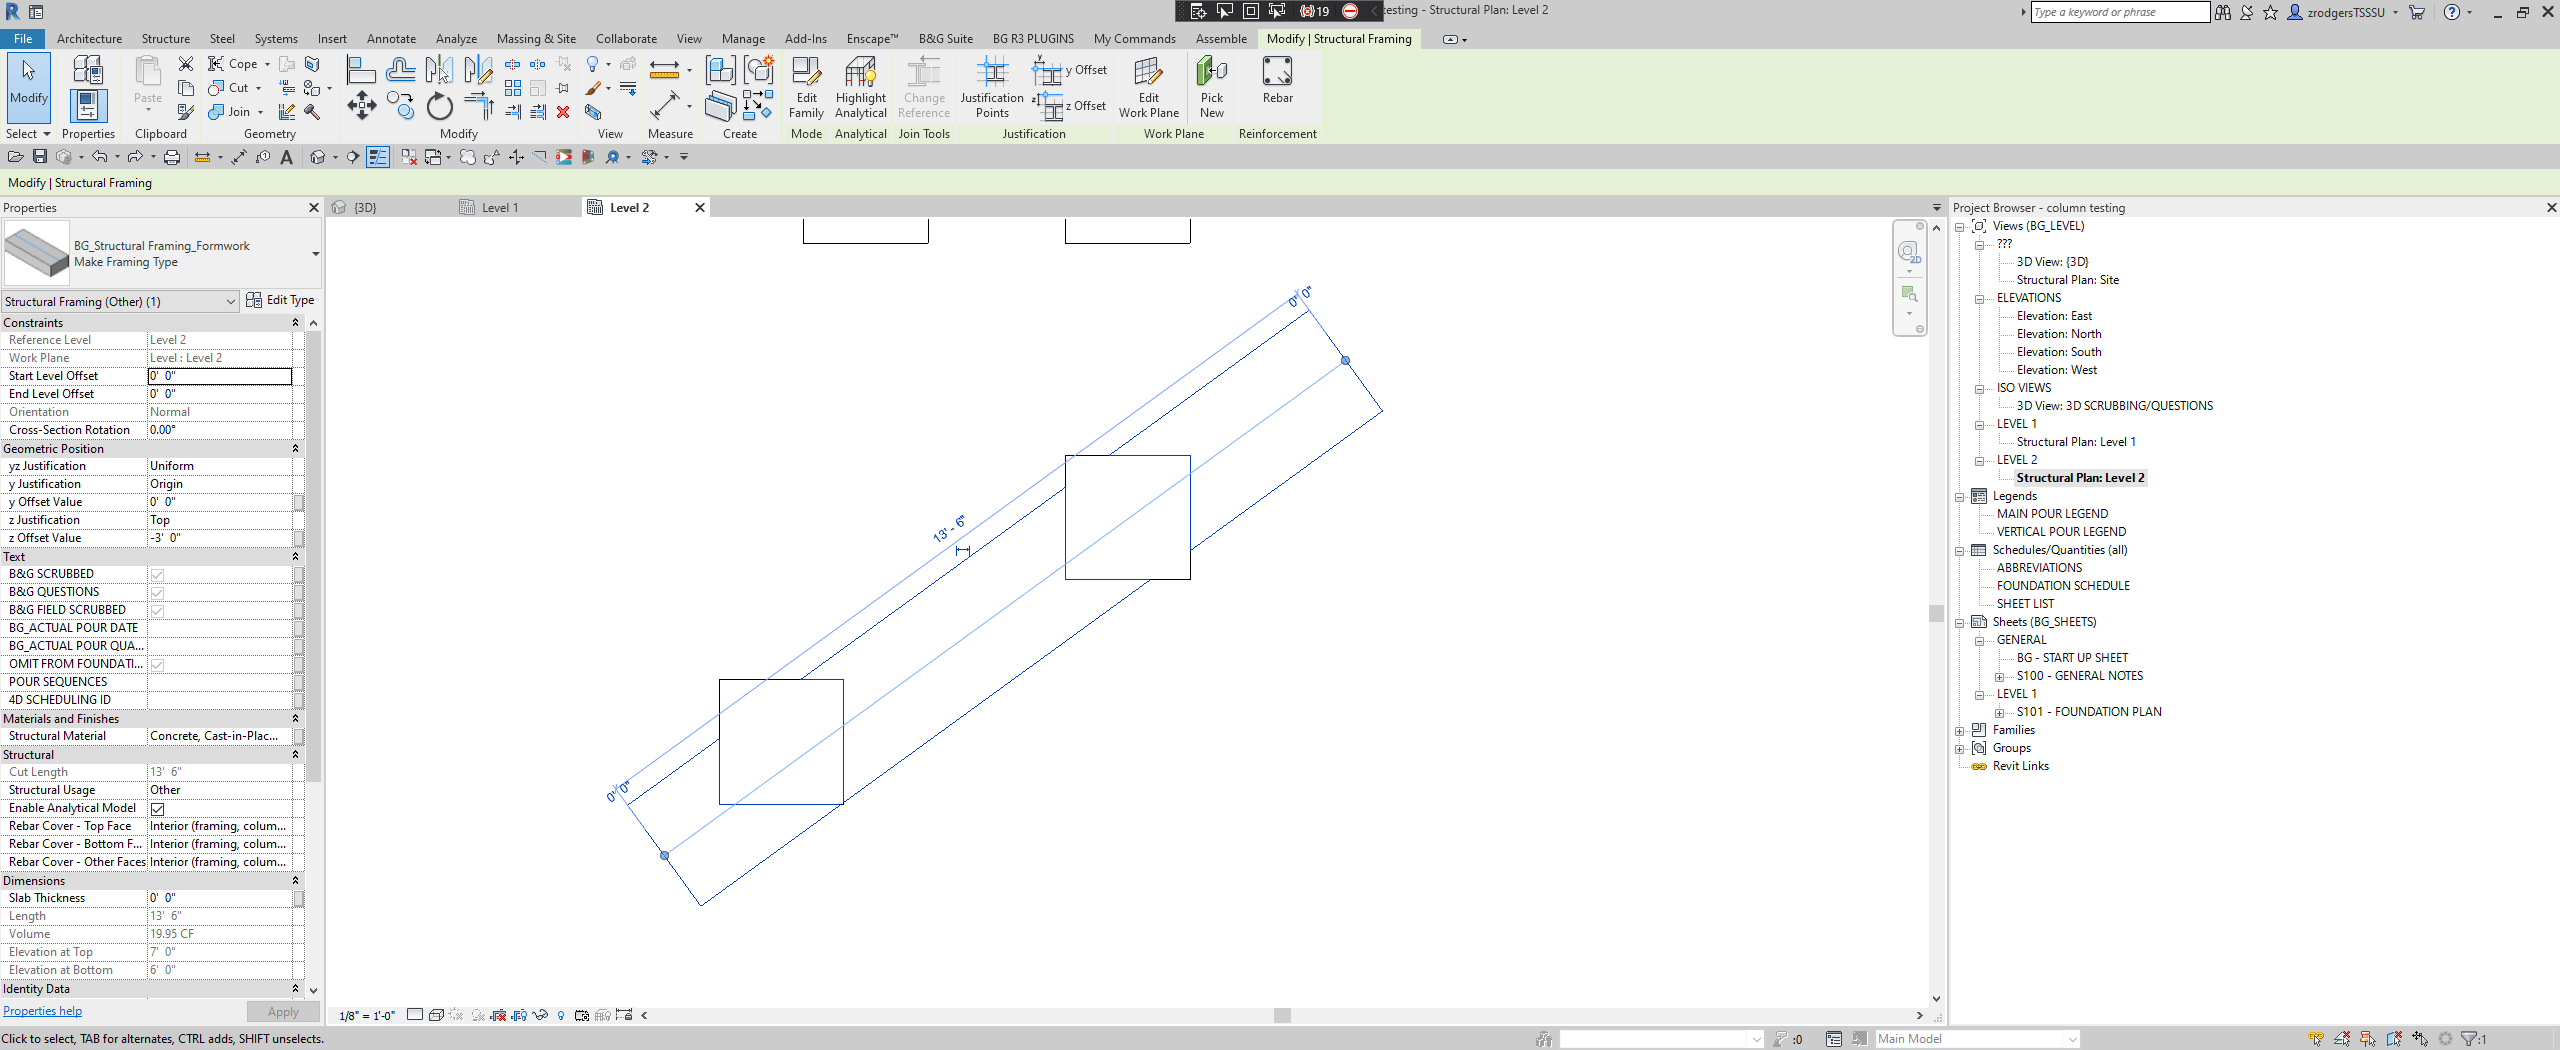 19
testing - Structural Plan: Level 2
Type a keyword or phrase
zrodgersTSSSU
File Architecture Structure Steel Systems Insert Annotate Analyze Massing & Site Collaborate View Manage Add-Ins Enscape™ B&G Suite BG R3 PLUGINS My Commands Assemble Modify | Structural Framing
Modify
Paste
Cope
Cut
Join
Edit Family
Highlight Analytical
Change Reference
Justification Points
y Offset
z Offset
Edit Work Plane
Pick New
Rebar
Select Properties Clipboard Geometry Modify View Measure Create Mode Analytical Join Tools Justification Work Plane Reinforcement
Modify | Structural Framing
Properties
BG_Structural Framing_Formwork
Make Framing Type
Structural Framing (Other) (1) Edit Type
Constraints
Reference Level Level 2
Work Plane Level : Level 2
Start Level Offset 0' 0"
End Level Offset 0' 0"
Orientation Normal
Cross-Section Rotation 0.00°
Geometric Position
yz Justification Uniform
y Justification Origin
y Offset Value 0' 0"
z Justification Top
z Offset Value -3' 0"
Text
B&G SCRUBBED
B&G QUESTIONS
B&G FIELD SCRUBBED
BG_ACTUAL POUR DATE
BG_ACTUAL POUR QUA...
OMIT FROM FOUNDATI...
POUR SEQUENCES
4D SCHEDULING ID
Materials and Finishes
Structural Material Concrete, Cast-in-Plac...
Structural
Cut Length 13' 6"
Structural Usage Other
Enable Analytical Model
Rebar Cover - Top Face Interior (framing, colum...
Rebar Cover - Bottom F... Interior (framing, colum...
Rebar Cover - Other Faces Interior (framing, colum...
Dimensions
Slab Thickness 0' 0"
Length 13' 6"
Volume 19.95 CF
Elevation at Top 7' 0"
Elevation at Bottom 6' 0"
Identity Data
Properties help Apply
{3D} Level 1 Level 2
2D
0' 0"
13' - 6"
0' 0"
1/8" = 1'-0"
Project Browser - column testing
Views (BG_LEVEL)
???
3D View: {3D}
Structural Plan: Site
ELEVATIONS
Elevation: East
Elevation: North
Elevation: South
Elevation: West
ISO VIEWS
3D View: 3D SCRUBBING/QUESTIONS
LEVEL 1
Structural Plan: Level 1
LEVEL 2
Structural Plan: Level 2
Legends
MAIN POUR LEGEND
VERTICAL POUR LEGEND
Schedules/Quantities (all)
ABBREVIATIONS
FOUNDATION SCHEDULE
SHEET LIST
Sheets (BG_SHEETS)
GENERAL
BG - START UP SHEET
S100 - GENERAL NOTES
LEVEL 1
S101 - FOUNDATION PLAN
Families
Groups
Revit Links
Click to select, TAB for alternates, CTRL adds, SHIFT unselects.
:0
Main Model
:1